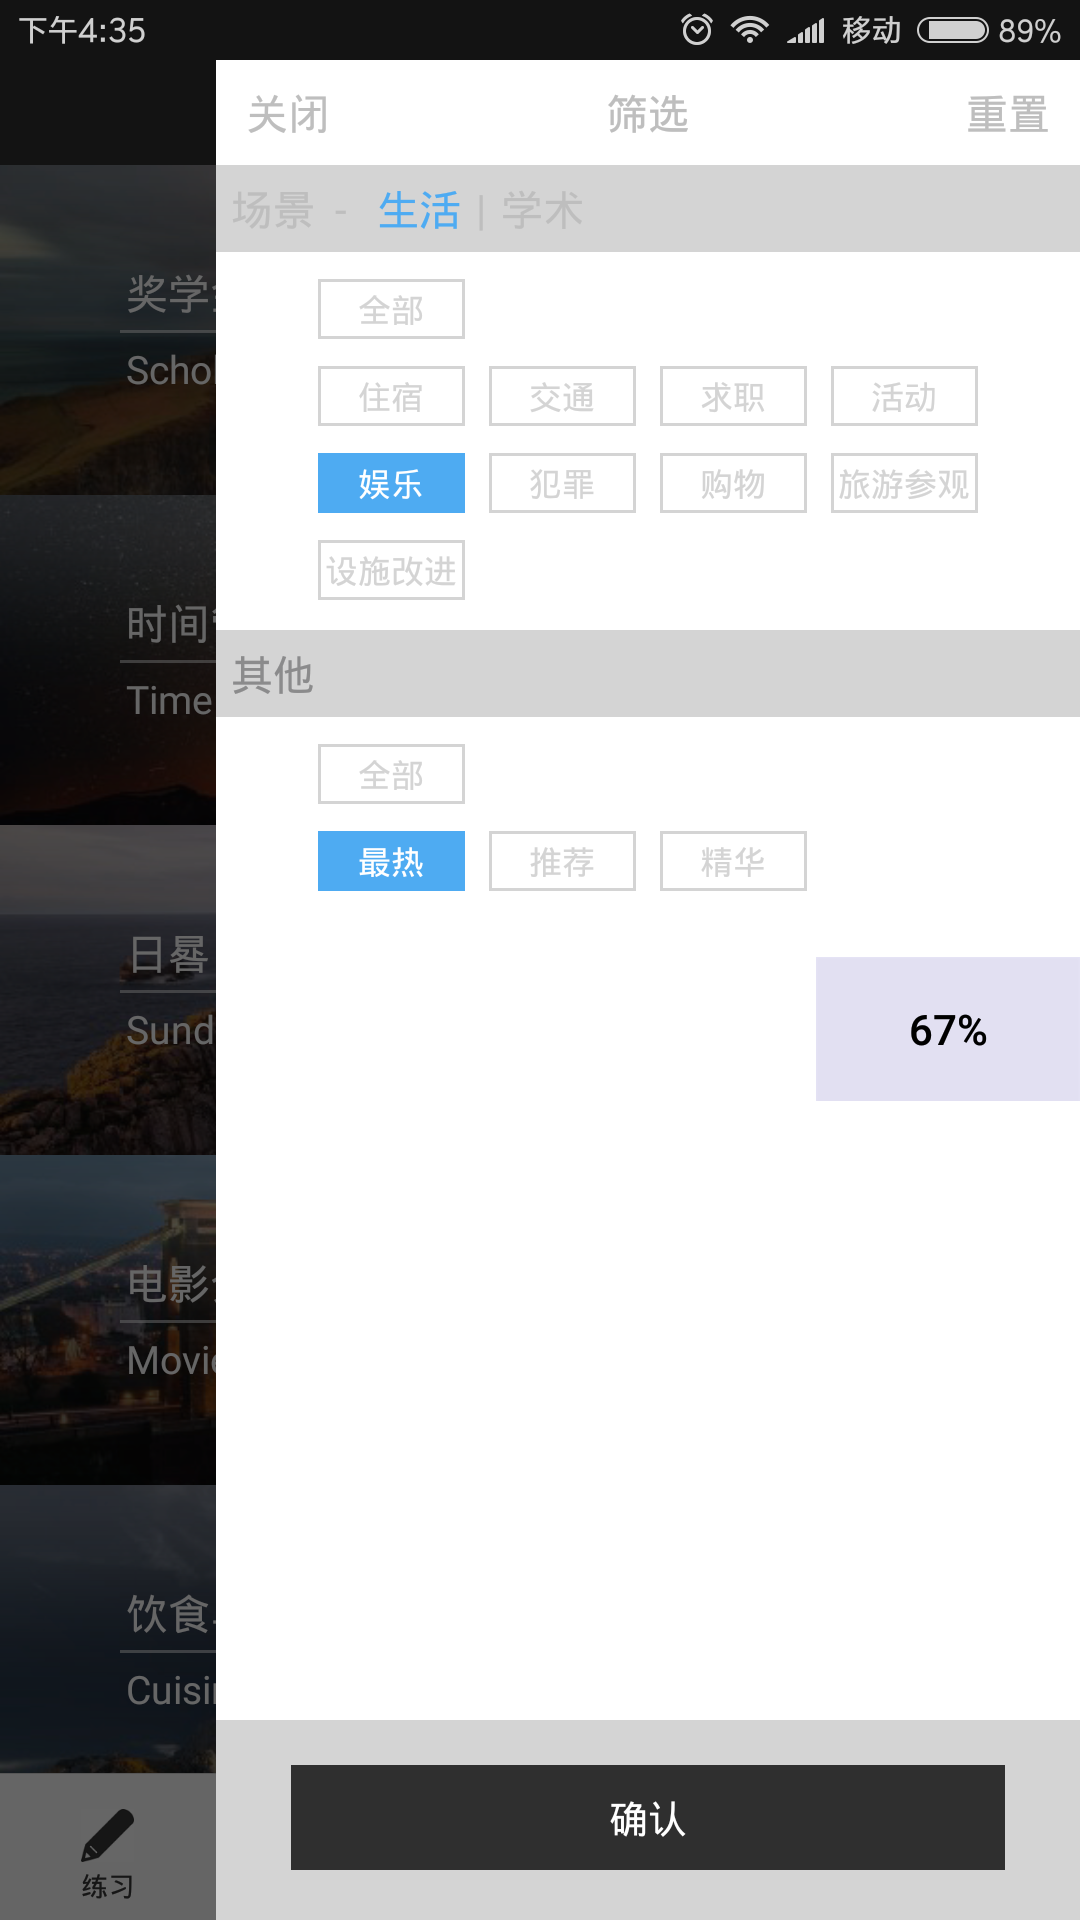 下午4:35 移动 89%
关闭 筛选 重置
场景 - 生活 | 学术
全部
住宿 交通 求职 活动
娱乐 犯罪 购物 旅游参观
设施改进
其他
全部
最热 推荐 精华
67%
确认
奖学
Schol
时间
Time
日晷
Sund
电影
Movie
饮食
Cuisin
练习